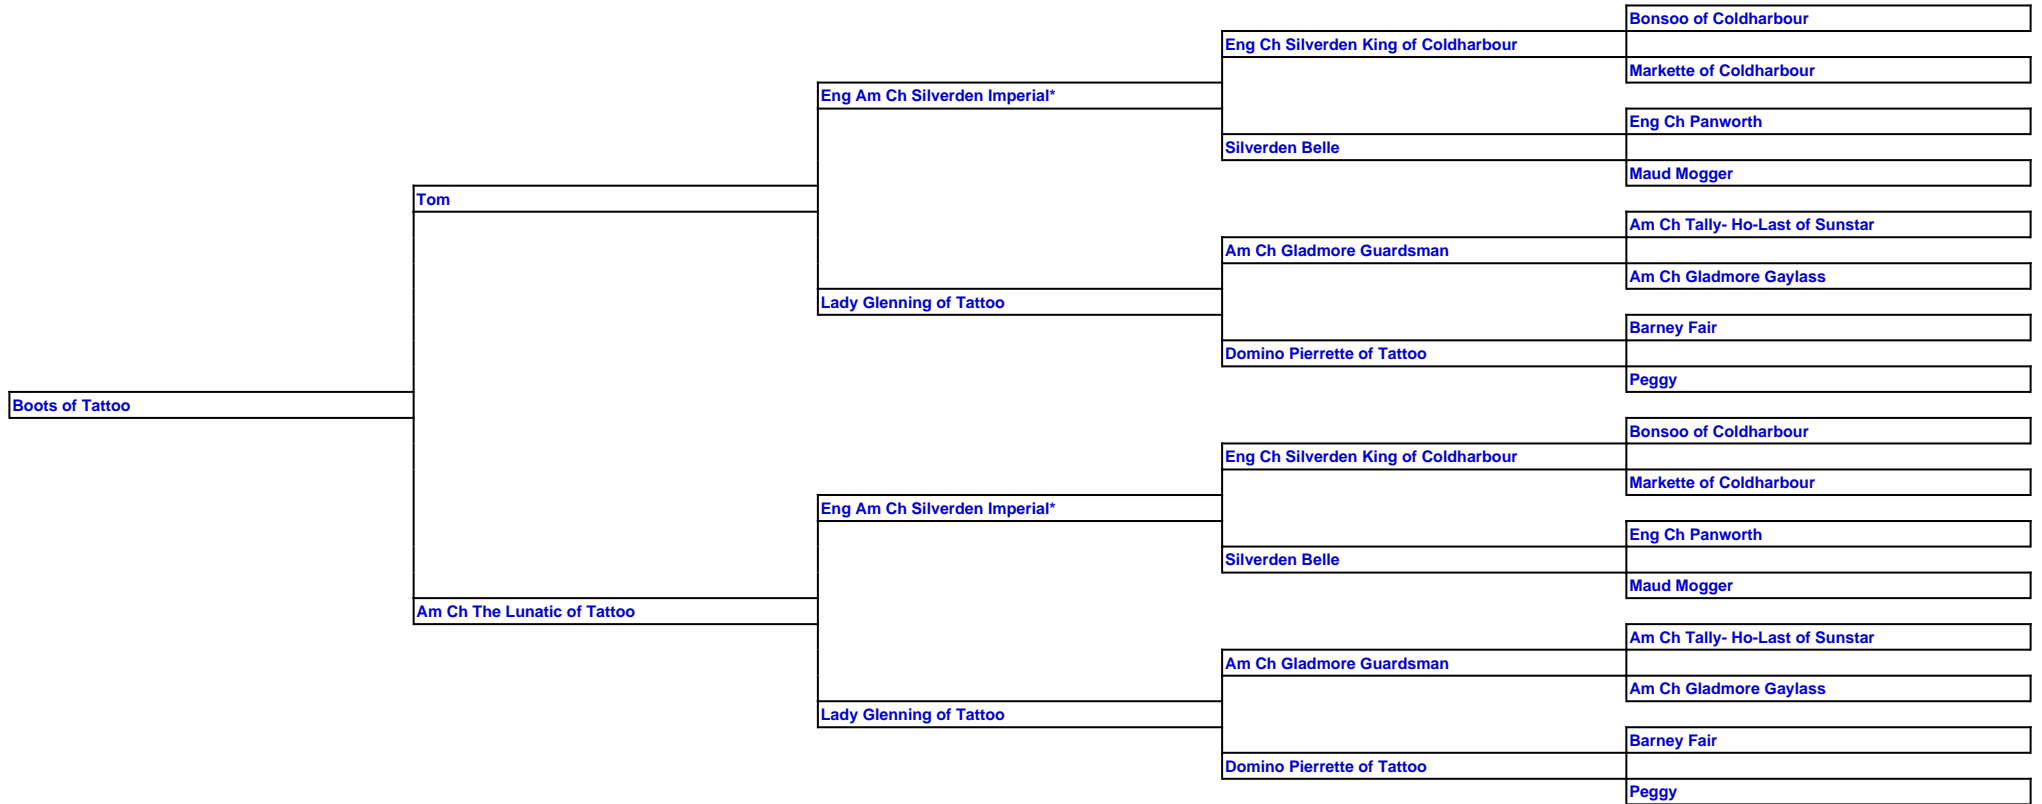 Bonsoo of Coldharbour
Eng Ch Silverden King of Coldharbour
Markette of Coldharbour
Eng Am Ch Silverden Imperial*
Eng Ch Panworth
Silverden Belle
Maud Mogger
Tom
Am Ch Tally- Ho-Last of Sunstar
Am Ch Gladmore Guardsman
Am Ch Gladmore Gaylass
Lady Glenning of Tattoo
Barney Fair
Domino Pierrette of Tattoo
Peggy
Boots of Tattoo
Bonsoo of Coldharbour
Eng Ch Silverden King of Coldharbour
Markette of Coldharbour
Eng Am Ch Silverden Imperial*
Eng Ch Panworth
Silverden Belle
Maud Mogger
Am Ch The Lunatic of Tattoo
Am Ch Tally- Ho-Last of Sunstar
Am Ch Gladmore Guardsman
Am Ch Gladmore Gaylass
Lady Glenning of Tattoo
Barney Fair
Domino Pierrette of Tattoo
Peggy